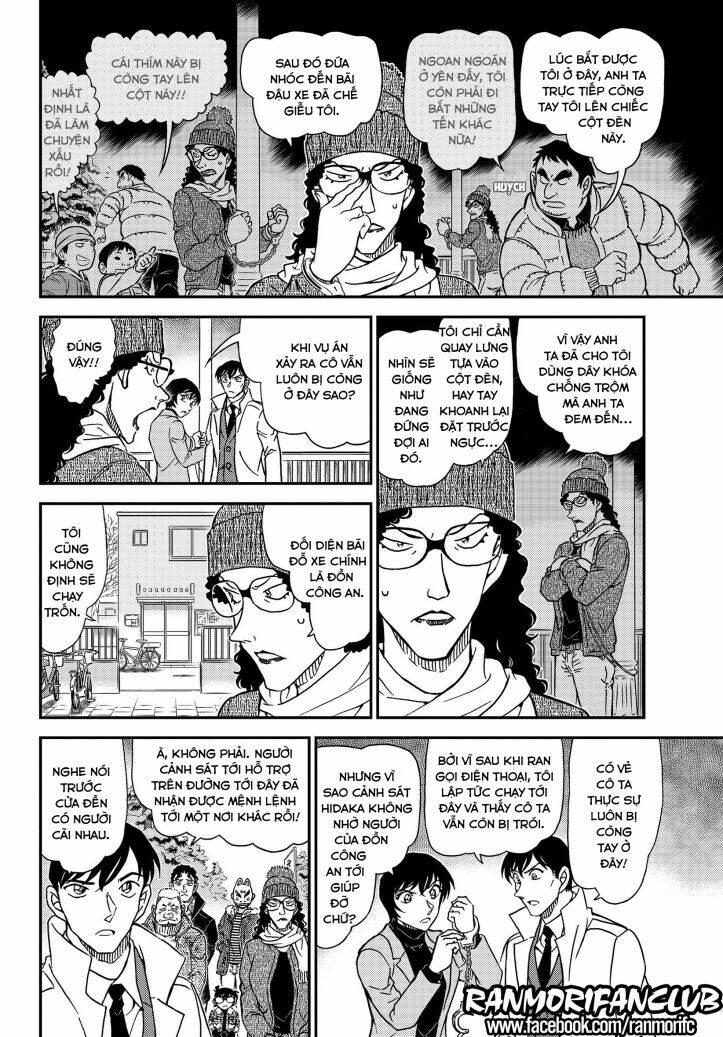 LÚC BẮT ĐƯỢC
TÔI Ở ĐÂY, ANH TA
TRỰC TIẾP CÒNG
TAY TÔI LÊN CHIẾC
CỘT ĐÈN
NÀY.
HUỴCH
NGOAN NGOÃN
Ở YÊN ĐẤY, TÔI
CÒN PHẢI ĐI
BẮT NHỮNG
TÊN KHÁC
NỮA!
SAU ĐÓ ĐỨA
NHÓC ĐẾN BÃI
ĐẬU XE ĐÃ CHẾ
GIỄU TÔI.
CÁI THÍM NÀY BỊ
CÒNG TAY LÊN
CỘT NÀY!!
NHẤT
ĐỊNH LÀ
ĐÃ LÀM
CHUYỆN
XẤU
RỒI!
VÌ VẬY ANH
TA ĐÃ CHO TÔI
DÙNG DÂY KHÓA
CHỐNG TRỘM
MÀ ANH TA
ĐEM ĐẾN...
TÔI CHỈ CẦN
QUAY LƯNG
TỰA VÀO
CỘT ĐÈN,
HAY TAY
KHOANH LẠI
ĐẶT TRƯỚC
NGỰC...
NHÌN SẼ
GIỐNG
NHƯ
ĐANG
ĐỨNG
ĐỢI AI
ĐÓ.
KHI VỤ ÁN
XẢY RA CÔ VẪN
LUÔN BỊ CÒNG
Ở ĐÂY SAO?
ĐÚNG
VẬY!!
ĐỐI DIỆN BÃI
ĐỖ XE CHÍNH
LÀ ĐỒN
CÔNG AN.
TÔI
CŨNG
KHÔNG
ĐỊNH SẼ
CHẠY
TRỐN.
CÓ VẺ CÔ
TA THỰC
SỰ LUÔN
BỊ CÒNG
TAY Ở
ĐÂY!
BỞI VÌ SAU KHI RAN
GỌI ĐIỆN THOẠI, TÔI
LẬP TỨC CHẠY TỚI
ĐÂY VÀ THẤY CÔ TA
VẪN CÒN BỊ TRÓI.
NHƯNG VÌ
SAO CẢNH SÁT
HIDAKA KHÔNG
NHỜ NGƯỜI
CỦA ĐỒN
CÔNG
AN TỚI
GIÚP
ĐỠ
CHỨ?
À, KHÔNG PHẢI. NGƯỜI
CẢNH SÁT TỚI HỖ TRỢ
TRÊN ĐƯỜNG TỚI ĐÂY ĐÃ
NHẬN ĐƯỢC MỆNH LỆNH
TỚI MỘT NƠI KHÁC RỒI!
NGHE NÓI
TRƯỚC
CỬA ĐỀN
CÓ NGƯỜI
CÃI NHAU.
RANMORIFANCLUB
www.facebook.com/ranmorifc